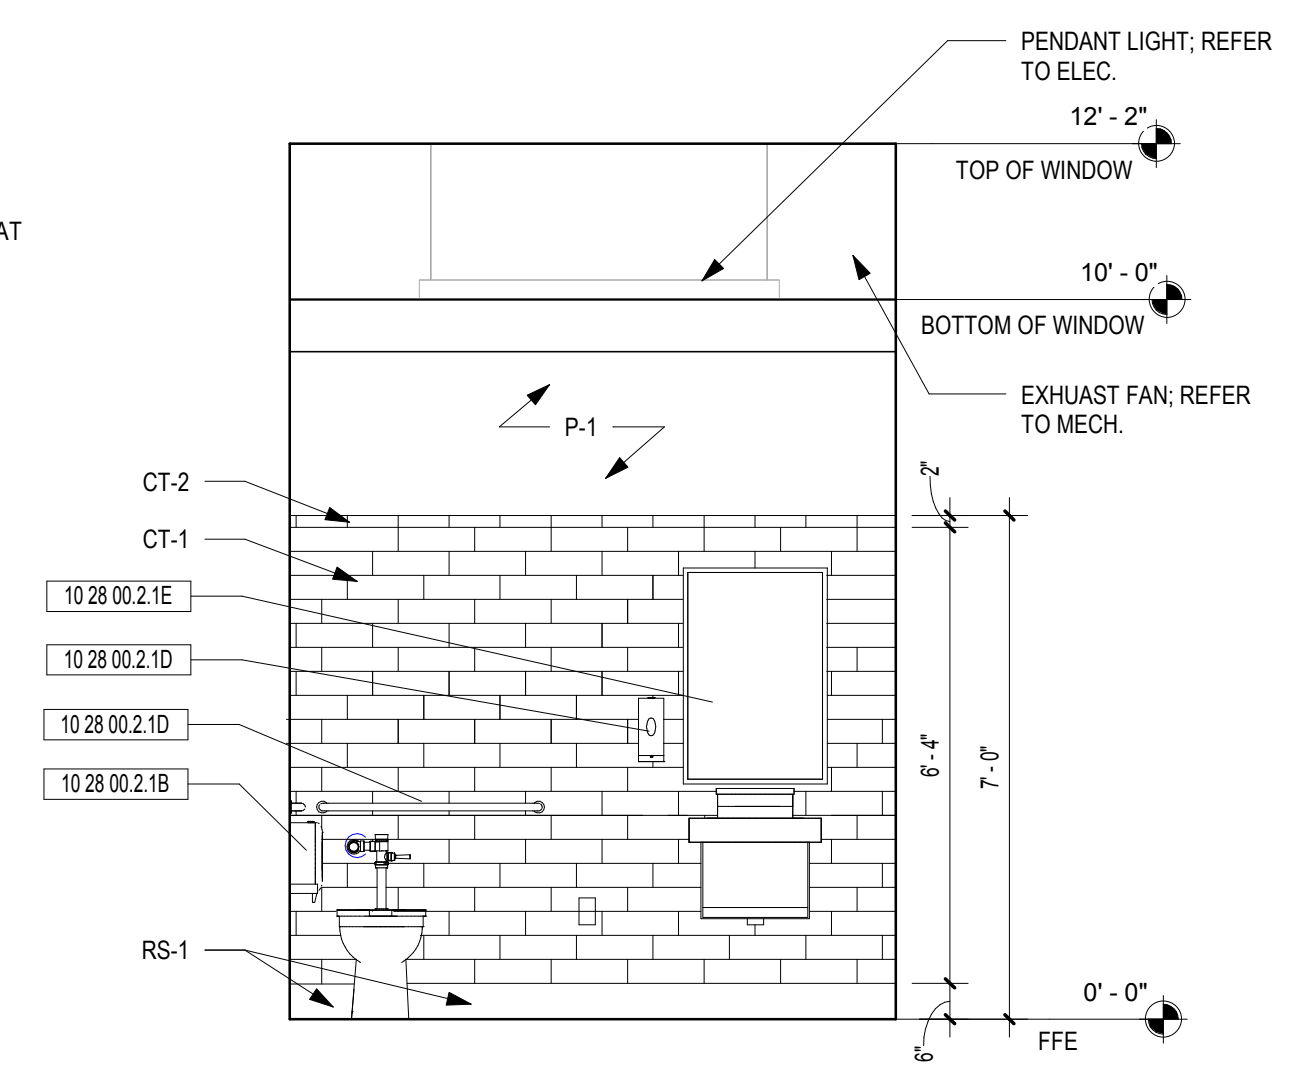 PENDANT LIGHT; REFER
TO ELEC.
12' - 2"
TOP OF WINDOW
AT
10' - 0"
BOTTOM OF WINDOW
EXHUAST FAN; REFER
TO MECH.
P-1
2"
CT-2
CT-1
10 28 00.2.1E
10 28 00.2.1D
10 28 00.2.1D
10 28 00.2.1B
6' - 4"
7' - 0"
RS-1
0' - 0"
FFE
6"